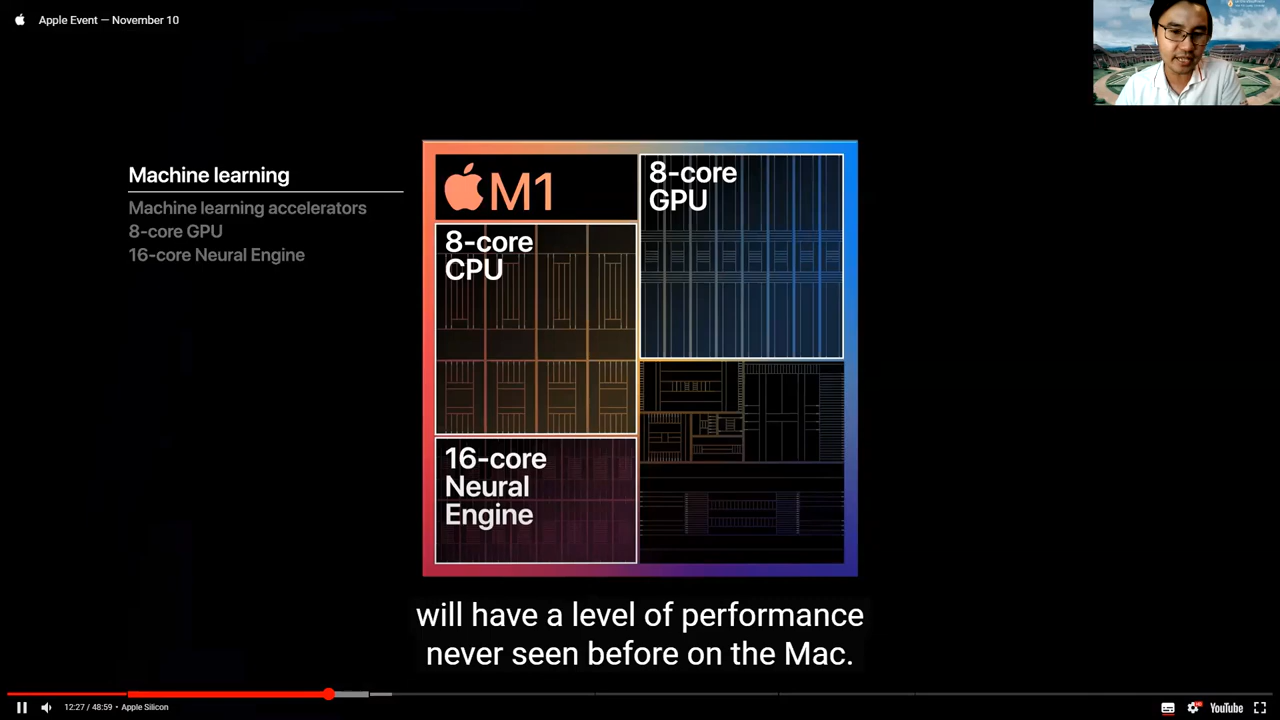 Apple Event — November 10
Machine learning
Machine learning accelerators
8-core GPU
16-core Neural Engine
M1
8-core
GPU
8-core
CPU
16-core
Neural
Engine
will have a level of performance
never seen before on the Mac.
12:27 / 48:59 • Apple Silicon
YouTube